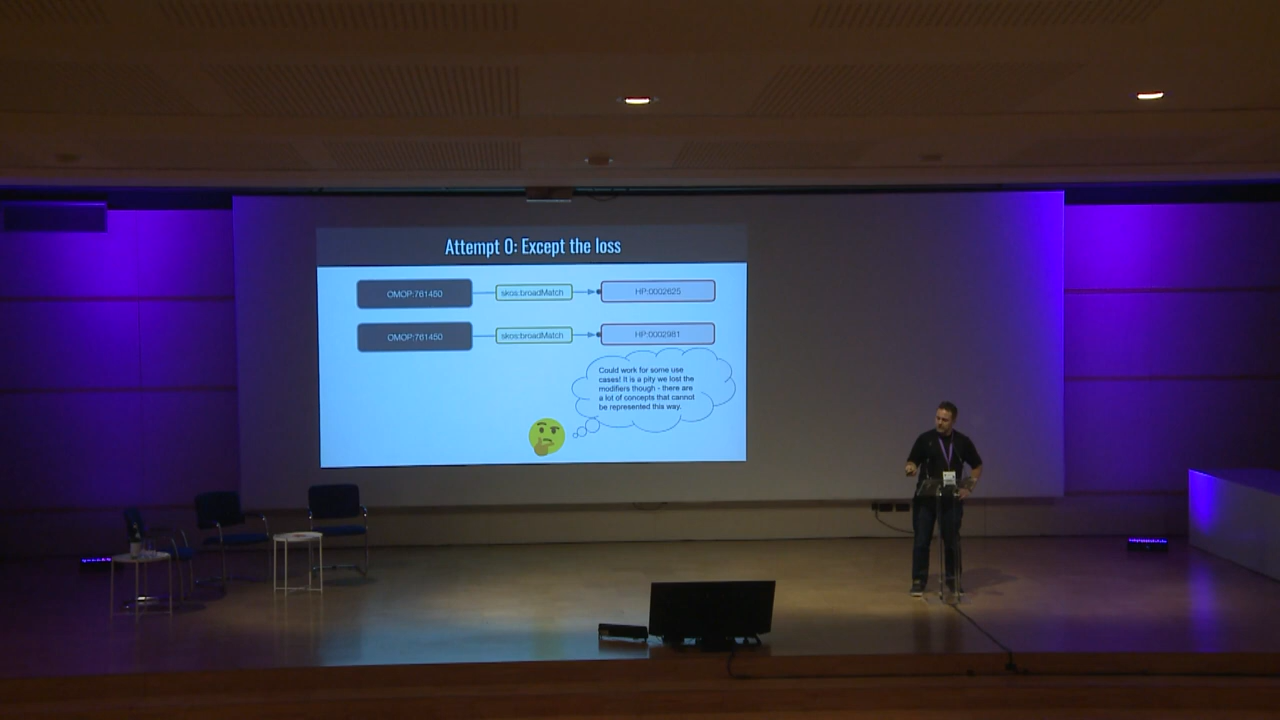 Attempt 0: Except the loss
OMOP:761450 skos:broadMatch HP:0002625
OMOP:761450 skos:broadMatch HP:0002981
Could work for some use
cases! It is a pity we lost the
modifiers though - there are
a lot of concepts that cannot
be represented this way.